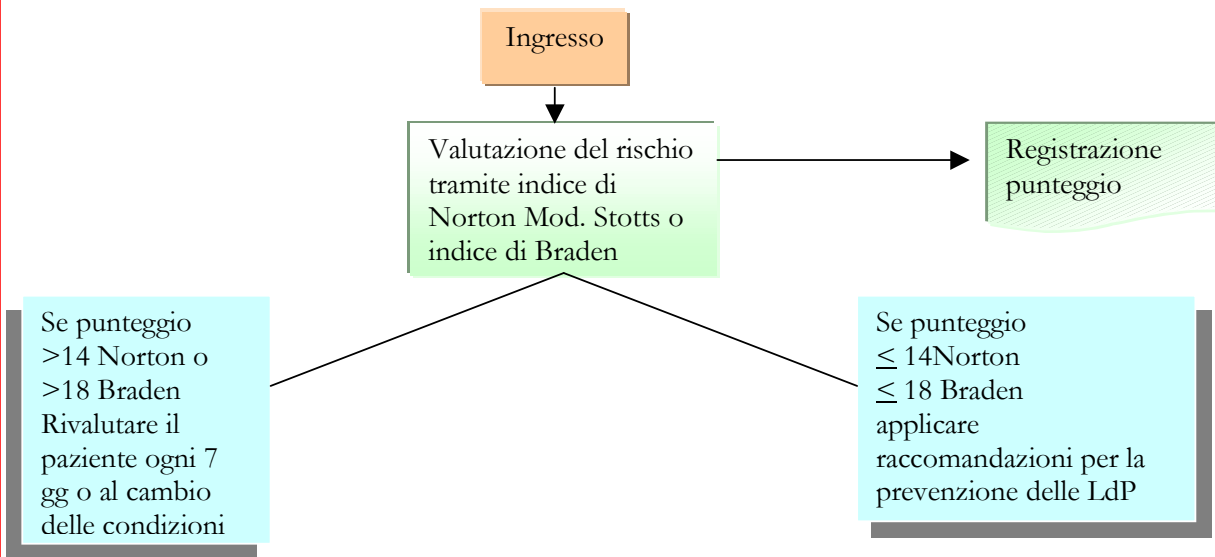 Ingresso
Valutazione del rischio
tramite indice di
Norton Mod. Stotts o
indice di Braden
Registrazione
punteggio
Se punteggio
>14 Norton o
>18 Braden
Rivalutare il
paziente ogni 7
gg o al cambio
delle condizioni
Se punteggio
≤ 14Norton
≤ 18 Braden
applicare
raccomandazioni per la
prevenzione delle LdP